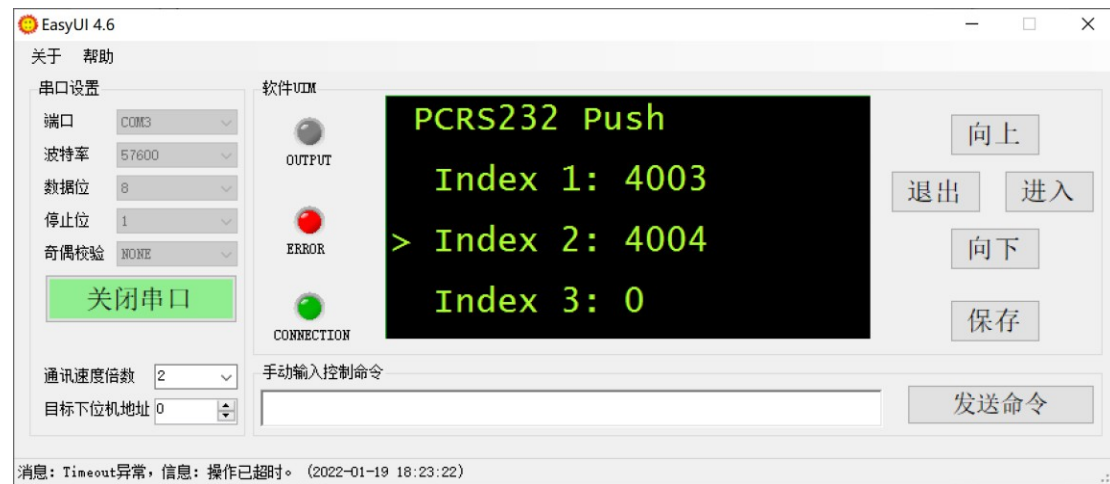 EasyUI 4.6
关于 帮助
串口设置
端口 COM3
波特率 57600
数据位 8
停止位 1
奇偶校验 NONE
关闭串口
通讯速度倍数 2
目标下位机地址 0
软件UIM
OUTPUT
ERROR
CONNECTION
PCRS232 Push
Index 1: 4003
> Index 2: 4004
Index 3: 0
向上
退出 进入
向下
保存
手动输入控制命令
发送命令
消息: Timeout异常, 信息: 操作已超时。 (2022-01-19 18:23:22)